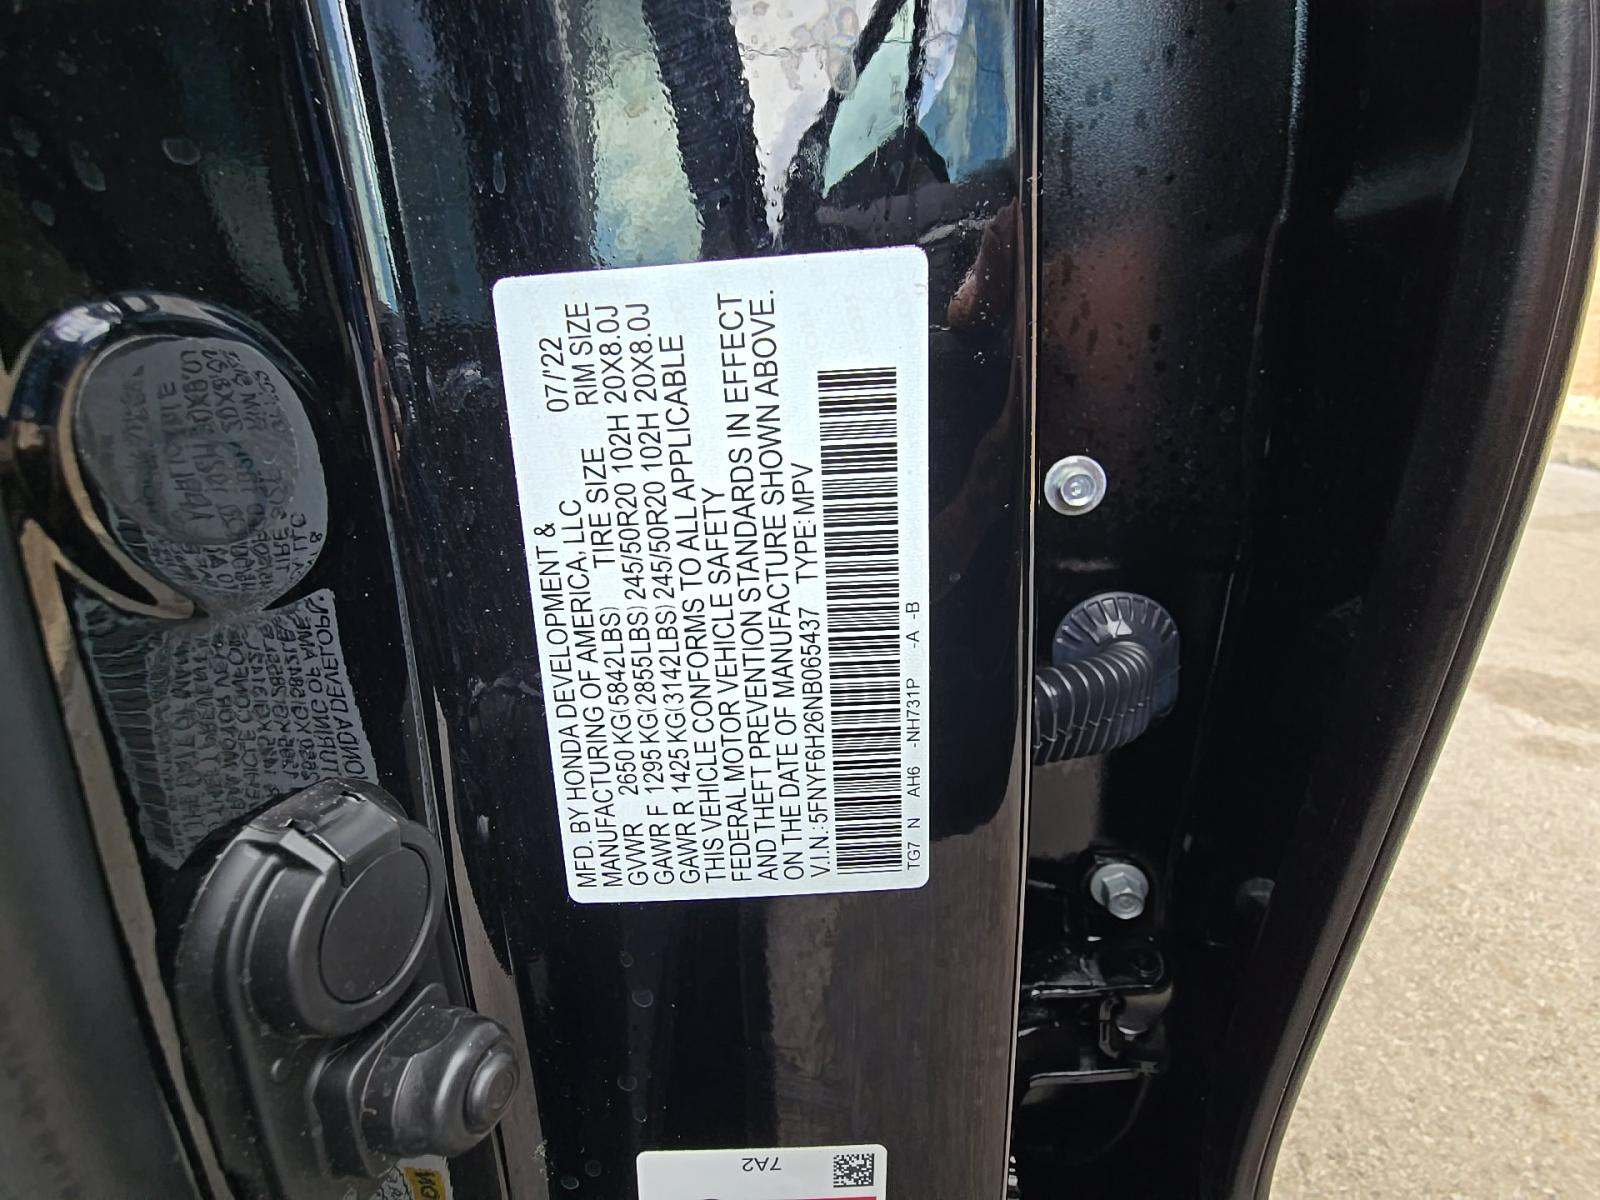 MFD. BY HONDA DEVELOPMENT & 07/22
MANUFACTURING OF AMERICA, LLC
TIRE SIZE RIM SIZE
GVWR 2650 KG(5842LBS)
GAWR F 1295 KG(2855LBS) 245/50R20 102H 20X8.0J
GAWR R 1425 KG(3142LBS) 245/50R20 102H 20X8.0J
THIS VEHICLE CONFORMS TO ALL APPLICABLE
FEDERAL MOTOR VEHICLE SAFETY
AND THEFT PREVENTION STANDARDS IN EFFECT
ON THE DATE OF MANUFACTURE SHOWN ABOVE.
V.I.N.: 5FNYF6H26NB065437 TYPE: MPV
TG7 N AH6 -NH731P -A -B
7A2